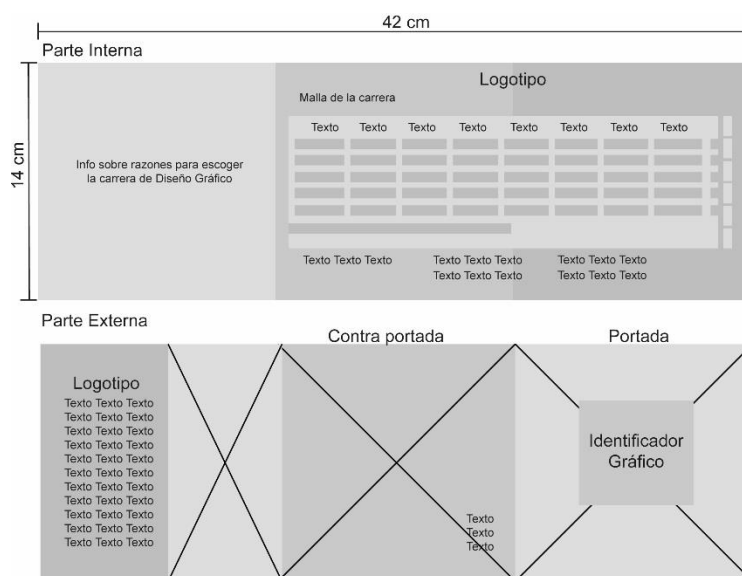 42 cm
Parte Interna
14 cm
Logotipo
Malla de la carrera
Texto Texto Texto Texto Texto Texto Texto Texto
Info sobre razones para escoger
la carrera de Diseño Gráfico
Texto Texto Texto
Texto Texto Texto
Texto Texto Texto
Texto Texto Texto
Texto Texto Texto
Parte Externa
Contra portada
Portada
Logotipo
Texto Texto Texto
Texto Texto Texto
Texto Texto Texto
Texto Texto Texto
Texto Texto Texto
Texto Texto Texto
Texto Texto Texto
Texto Texto Texto
Texto Texto Texto
Texto Texto Texto
Texto Texto Texto
Texto
Texto
Texto
Identificador
Gráfico